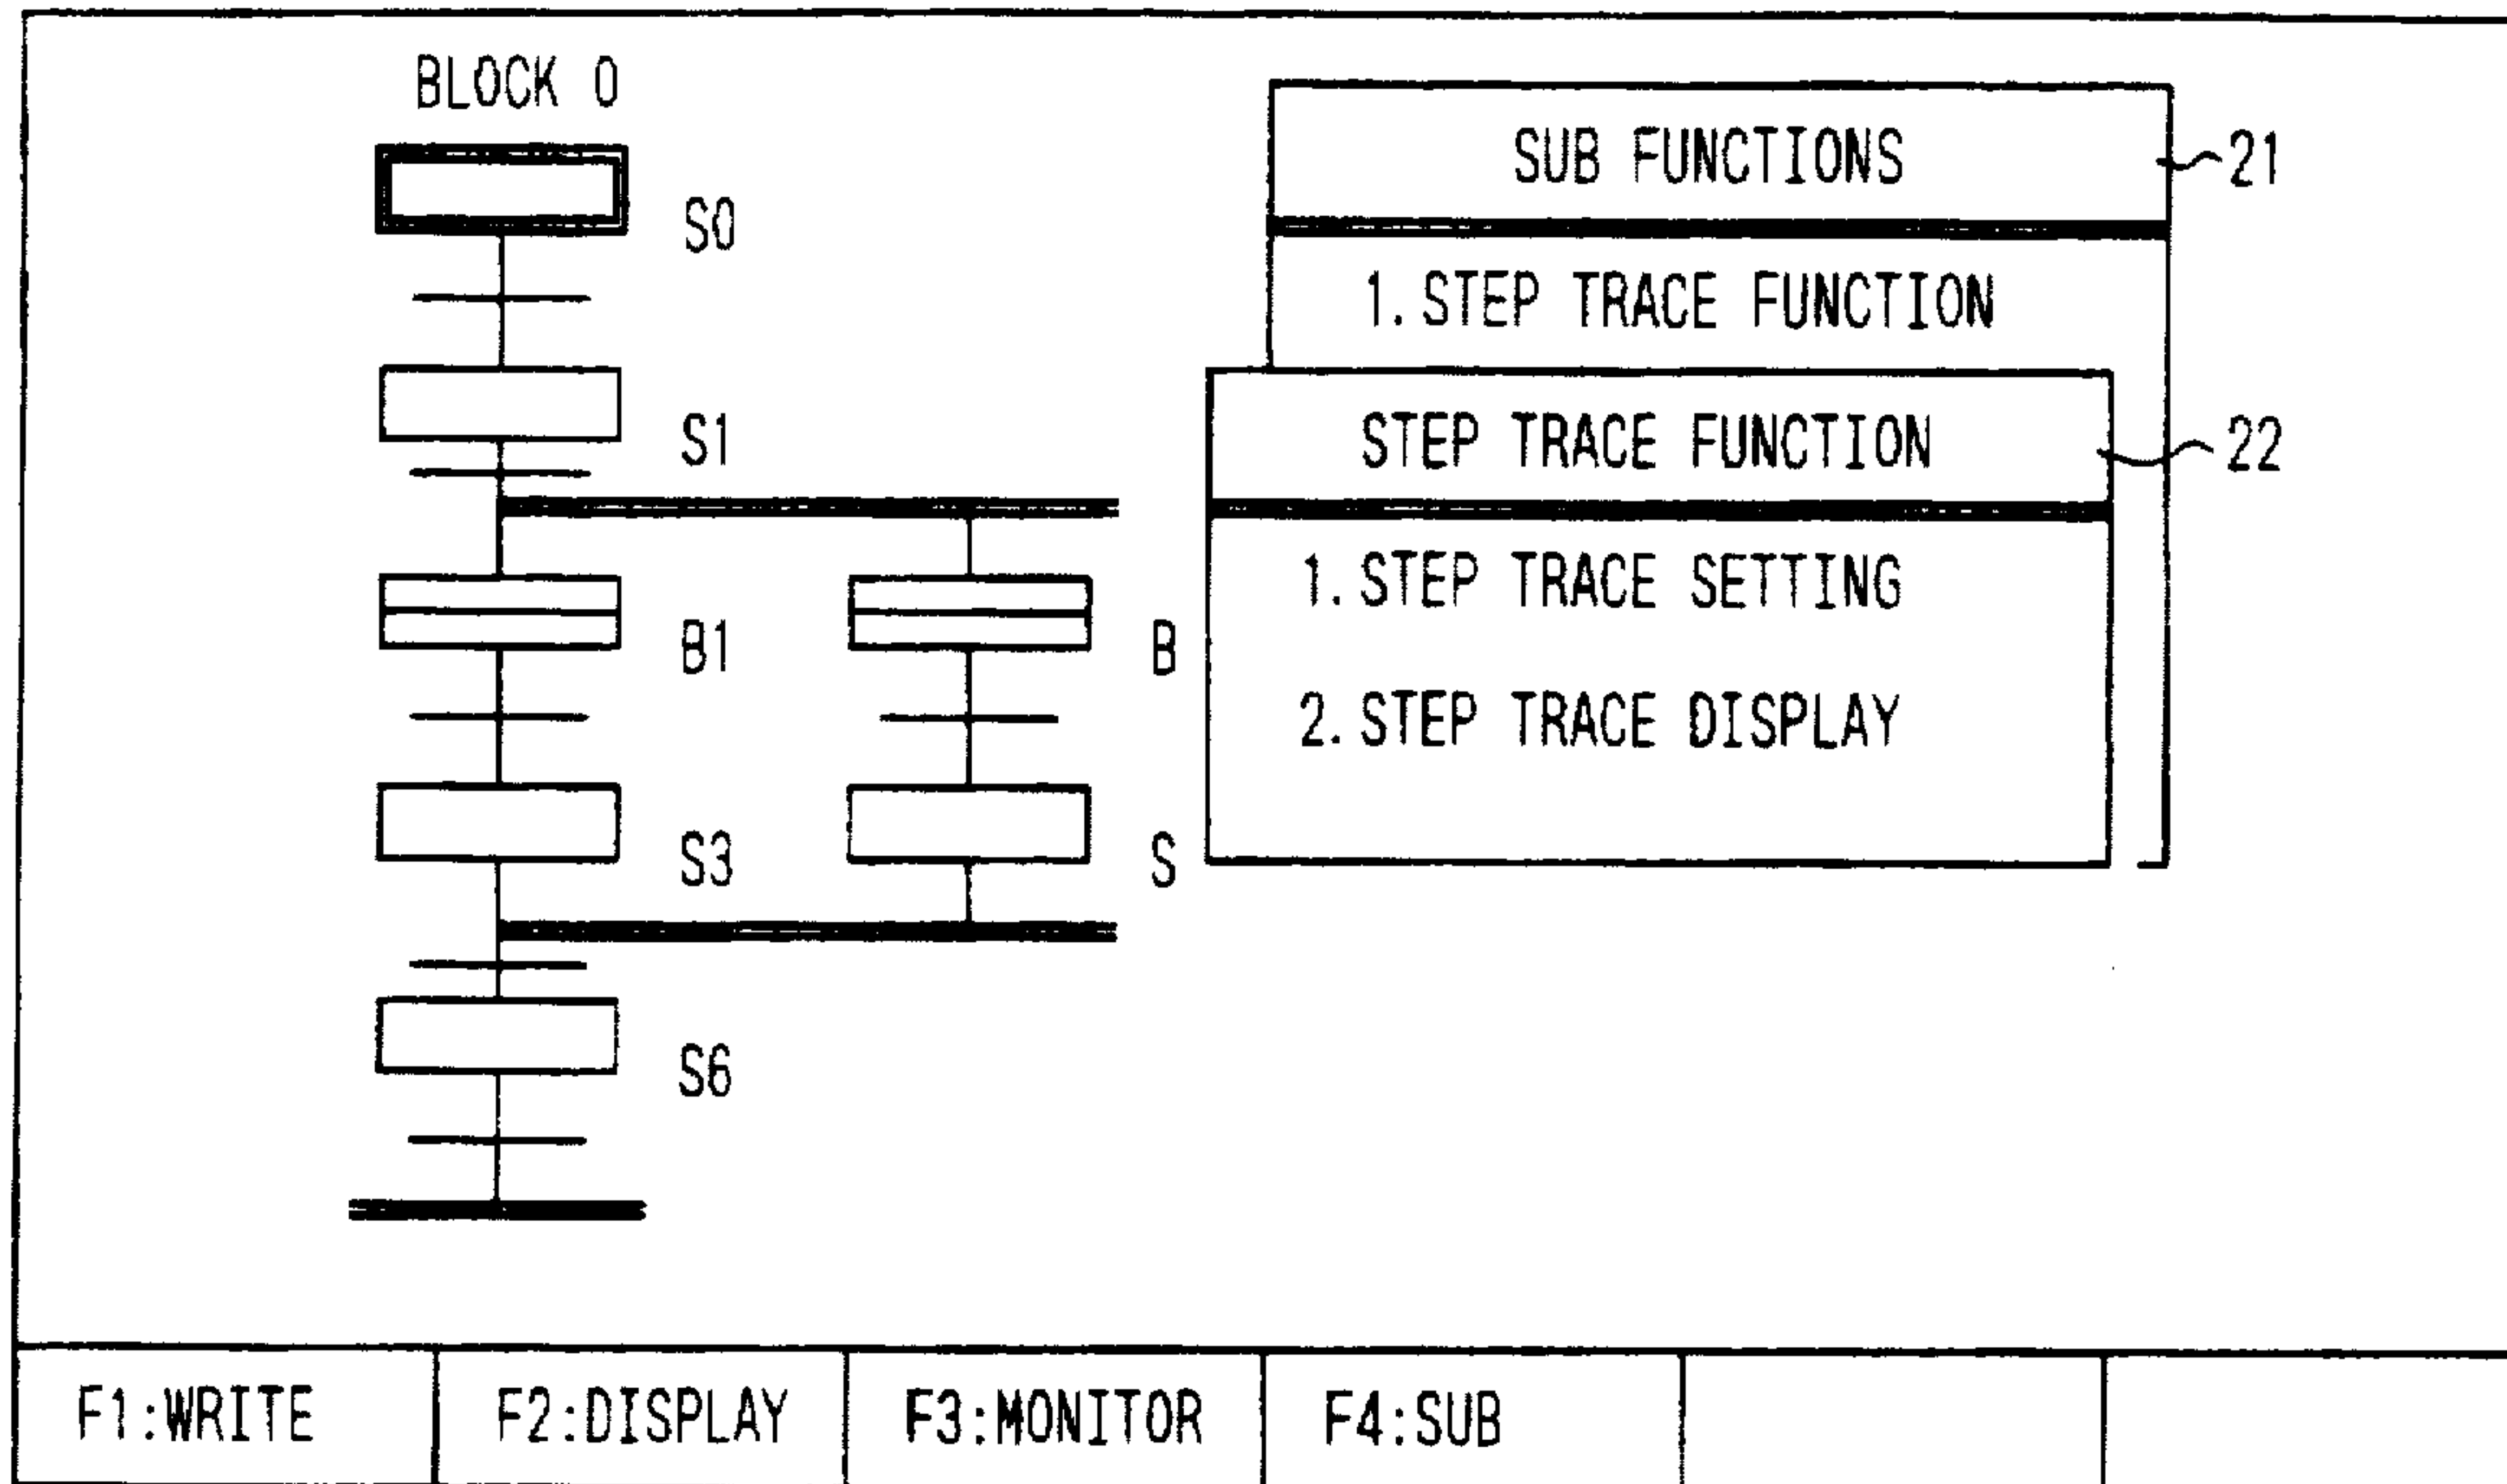 BLOCK 0
S0
S1
B1
B
S3
S
S6
SUB FUNCTIONS
21
1. STEP TRACE FUNCTION
STEP TRACE FUNCTION
22
1. STEP TRACE SETTING
2. STEP TRACE DISPLAY
F1:WRITE
F2:DISPLAY
F3:MONITOR
F4:SUB